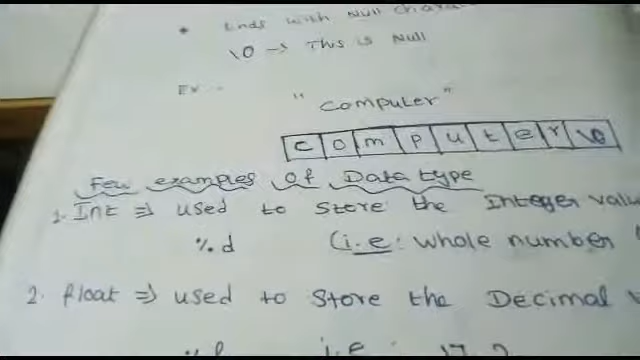 • Ends with Null
\0 → This is Null
Ex :-
"Computer"
C O m P u t e r \0
Few examples Of Data type
1. Int ⇒ used to Store the Integer
%d (i.e: whole number
2. float ⇒ used to Store the Decimal
i.e :